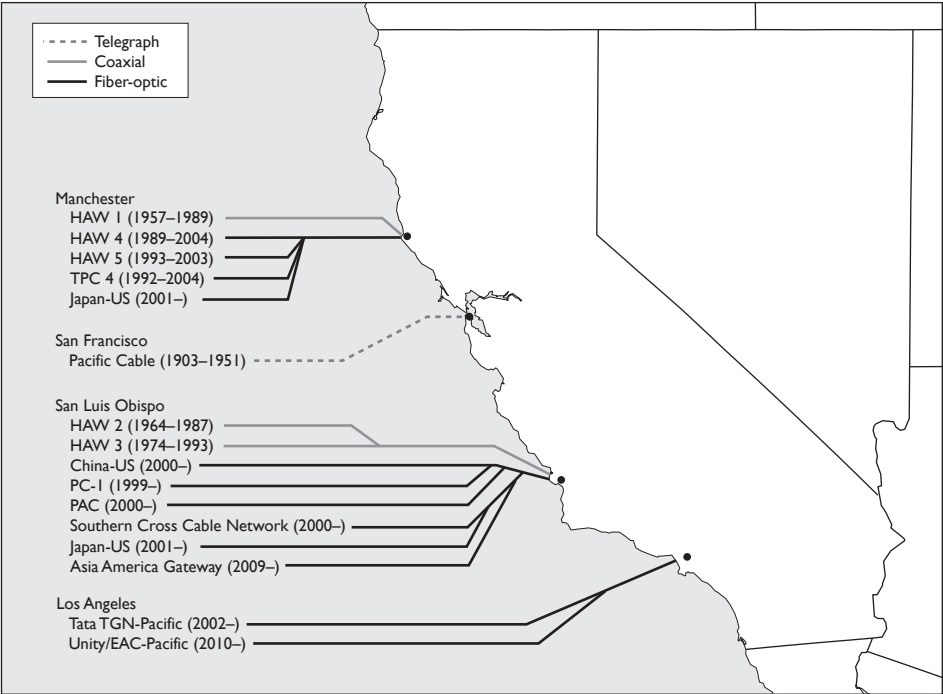 Telegraph
Coaxial
Fiber-optic
Manchester
HAW 1 (1957–1989)
HAW 4 (1989–2004)
HAW 5 (1993–2003)
TPC 4 (1992–2004)
Japan-US (2001–)
San Francisco
Pacific Cable (1903–1951)
San Luis Obispo
HAW 2 (1964–1987)
HAW 3 (1974–1993)
China-US (2000–)
PC-1 (1999–)
PAC (2000–)
Southern Cross Cable Network (2000–)
Japan-US (2001–)
Asia America Gateway (2009–)
Los Angeles
Tata TGN-Pacific (2002–)
Unity/EAC-Pacific (2010–)